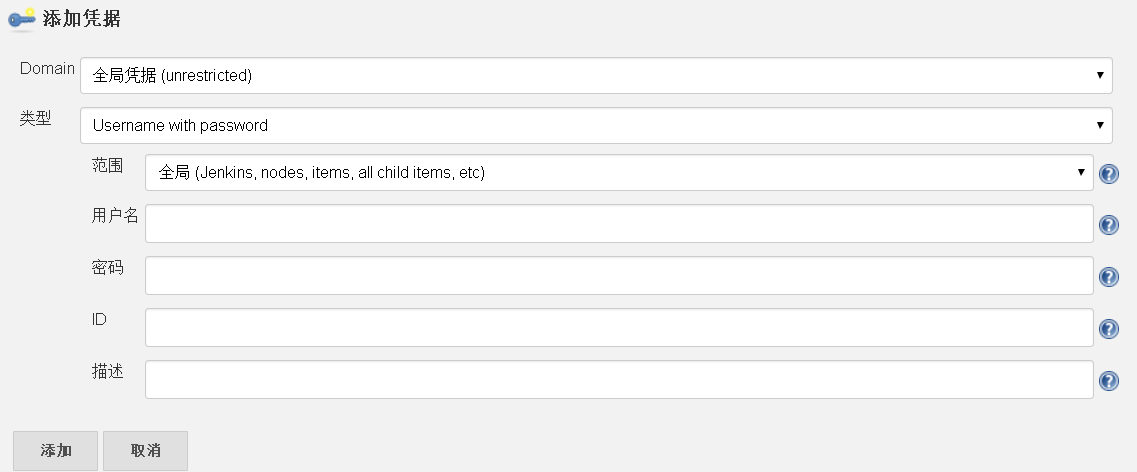 添加凭据
Domain 全局凭据 (unrestricted)
类型 Username with password
范围 全局 (Jenkins, nodes, items, all child items, etc)
用户名
密码
ID
描述
添加 取消